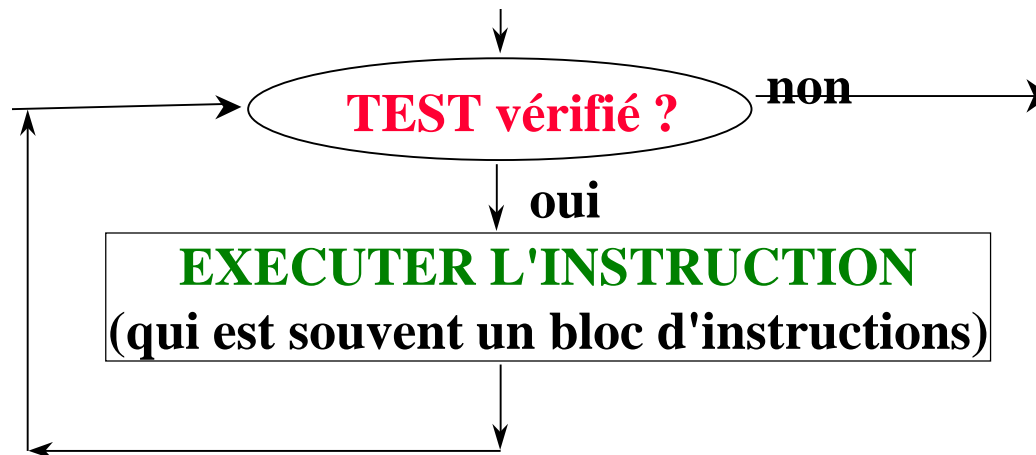 TEST vérifié ?
non
oui
EXECUTER L'INSTRUCTION
(qui est souvent un bloc d'instructions)